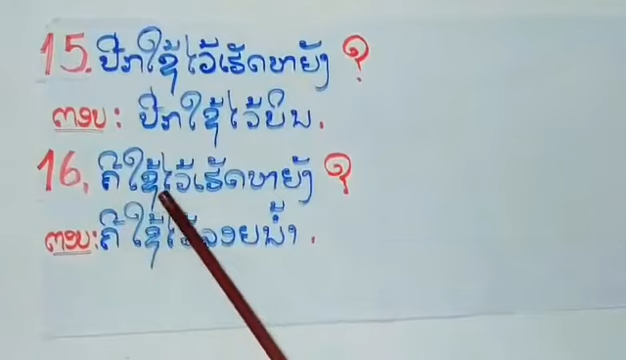 15. ປີກໃຊ້ໄວ້ເຮັດຫຍັງ ?
ຕອບ: ປີກໃຊ້ໄວ້ບິນ.
16. ຄີໃຊ້ໄວ້ເຮັດຫຍັງ ?
ຕອບ: ຄີໃຊ້ໄວ້ລອຍນ້ຳ.